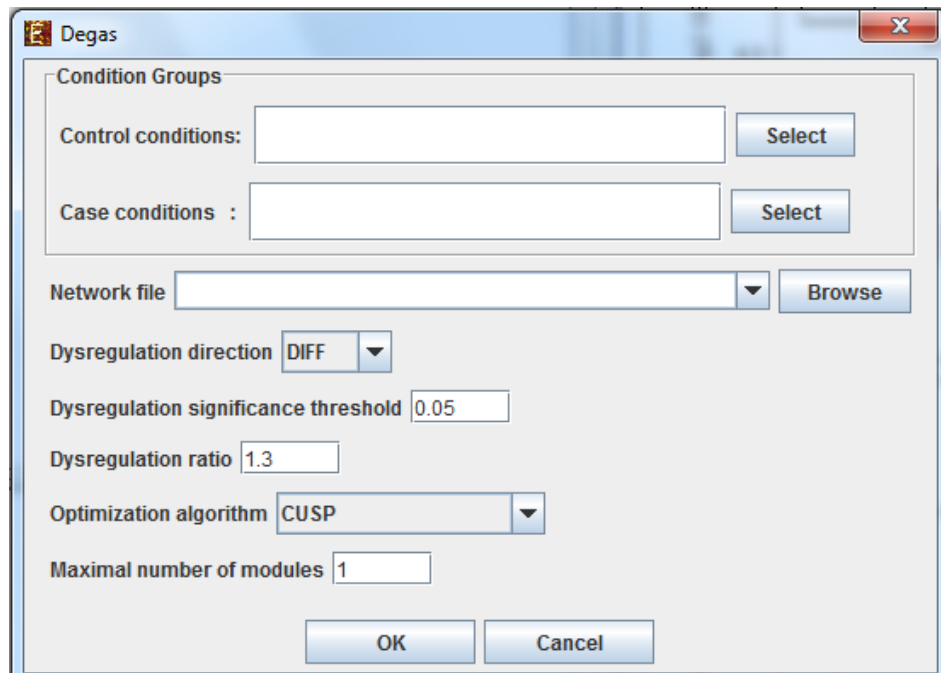 Degas
Condition Groups
Control conditions: Select
Case conditions : Select
Network file Browse
Dysregulation direction DIFF
Dysregulation significance threshold 0.05
Dysregulation ratio 1.3
Optimization algorithm CUSP
Maximal number of modules 1
OK Cancel